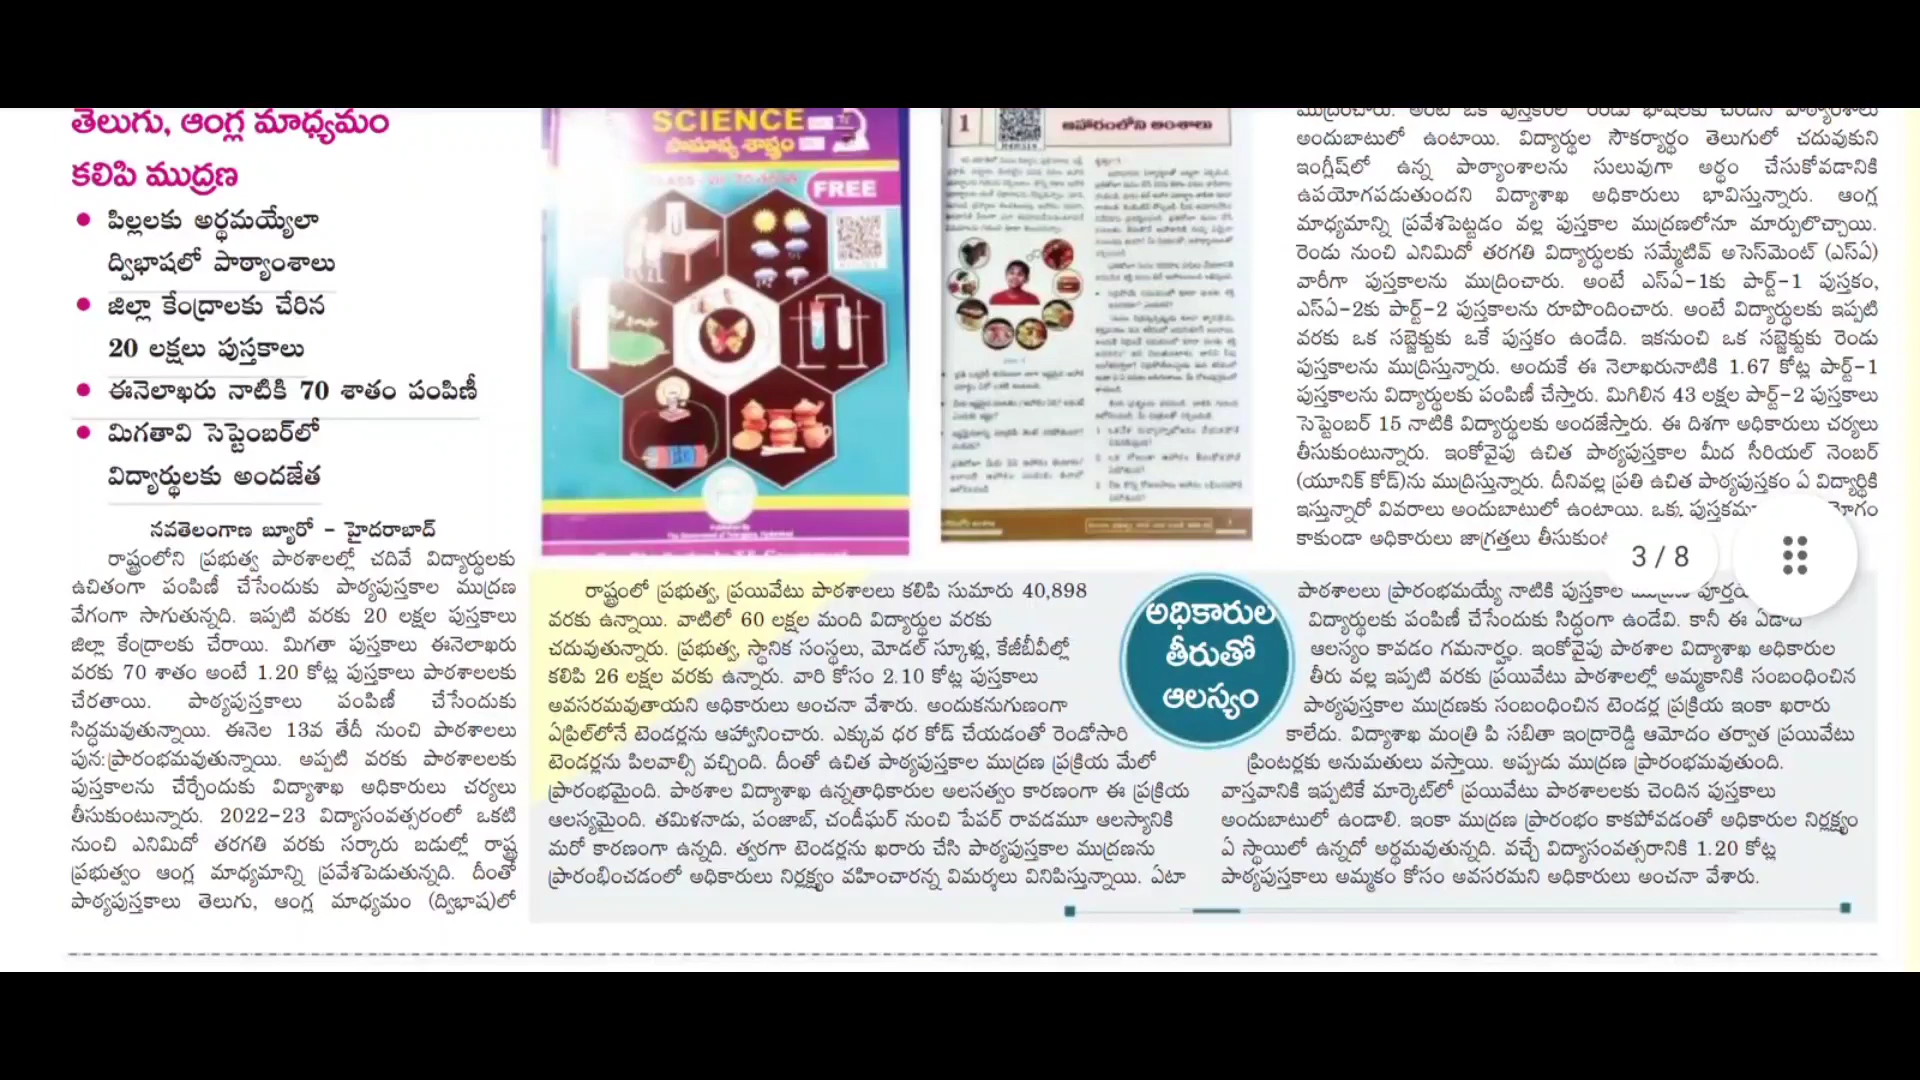 తెలుగు, ఆంగ్ల మాధ్యమం
కలిపి ముద్రణ
• పిల్లలకు అర్థమయ్యేలా
ద్విభాషలో పాఠ్యాంశాలు
• జిల్లా కేంద్రాలకు చేరిన
20 లక్షలు పుస్తకాలు
• ఈనెలాఖరు నాటికి 70 శాతం పంపిణీ
• మిగతావి సెప్టెంబర్‌లో
విద్యార్థులకు అందజేత
నవతెలంగాణ బ్యూరో - హైదరాబాద్
రాష్ట్రంలోని ప్రభుత్వ పాఠశాలల్లో చదివే విద్యార్థులకు
ఉచితంగా పంపిణీ చేసేందుకు పాఠ్యపుస్తకాల ముద్రణ
వేగంగా సాగుతున్నది. ఇప్పటి వరకు 20 లక్షల పుస్తకాలు
జిల్లా కేంద్రాలకు చేరాయి. మిగతా పుస్తకాలు ఈనెలాఖరు
వరకు 70 శాతం అంటే 1.20 కోట్ల పుస్తకాలు పాఠశాలలకు
చేరతాయి. పాఠ్యపుస్తకాలు పంపిణీ చేసేందుకు
సిద్ధమవుతున్నాయి. ఈనెల 13వ తేదీ నుంచి పాఠశాలలు
పున:ప్రారంభమవుతున్నాయి. అప్పటి వరకు పాఠశాలలకు
పుస్తకాలను చేర్చేందుకు విద్యాశాఖ అధికారులు చర్యలు
తీసుకుంటున్నారు. 2022-23 విద్యాసంవత్సరంలో ఒకటి
నుంచి ఎనిమిదో తరగతి వరకు సర్కారు బడుల్లో రాష్ట్ర
ప్రభుత్వం ఆంగ్ల మాధ్యమాన్ని ప్రవేశపెడుతున్నది. దీంతో
పాఠ్యపుస్తకాలు తెలుగు, ఆంగ్ల మాధ్యమం (ద్విభాష)లో
SCIENCE
సామాన్య శాస్త్రం
FREE
1
ఆహారంలోని అంశాలు
ముద్రించారు. అంటే ఒక పుస్తకంలో రెండు భాషలకు చెందిన పాఠ్యాంశాలు
అందుబాటులో ఉంటాయి. విద్యార్థుల సౌకర్యార్థం తెలుగులో చదువుకుని
ఇంగ్లీష్‌లో ఉన్న పాఠ్యాంశాలను సులువుగా అర్థం చేసుకోవడానికి
ఉపయోగపడుతుందని విద్యాశాఖ అధికారులు భావిస్తున్నారు. ఆంగ్ల
మాధ్యమాన్ని ప్రవేశపెట్టడం వల్ల పుస్తకాల ముద్రణలోనూ మార్పులొచ్చాయి.
రెండు నుంచి ఎనిమిదో తరగతి విద్యార్థులకు సమ్మేటివ్ అసెస్‌మెంట్ (ఎస్ఏ)
వారీగా పుస్తకాలను ముద్రించారు. అంటే ఎస్ఏ-1కు పార్ట్-1 పుస్తకం,
ఎస్ఏ-2కు పార్ట్-2 పుస్తకాలను రూపొందించారు. అంటే విద్యార్థులకు ఇప్పటి
వరకు ఒక సబ్జెక్టుకు ఒకే పుస్తకం ఉండేది. ఇకనుంచి ఒక సబ్జెక్టుకు రెండు
పుస్తకాలను ముద్రిస్తున్నారు. అందుకే ఈ నెలాఖరునాటికి 1.67 కోట్ల పార్ట్-1
పుస్తకాలను విద్యార్థులకు పంపిణీ చేస్తారు. మిగిలిన 43 లక్షల పార్ట్-2 పుస్తకాలు
సెప్టెంబర్ 15 నాటికి విద్యార్థులకు అందజేస్తారు. ఈ దిశగా అధికారులు చర్యలు
తీసుకుంటున్నారు. ఇంకోవైపు ఉచిత పాఠ్యపుస్తకాల మీద సీరియల్ నెంబర్
(యూనిక్ కోడ్)ను ముద్రిస్తున్నారు. దీనివల్ల ప్రతి ఉచిత పాఠ్యపుస్తకం ఏ విద్యార్థికి
ఇస్తున్నారో వివరాలు అందుబాటులో ఉంటాయి. ఒక్క
కాకుండా అధికారులు జాగ్రత్తలు
3 / 8
రాష్ట్రంలో ప్రభుత్వ, ప్రయివేటు పాఠశాలలు కలిపి సుమారు 40,898
వరకు ఉన్నాయి. వాటిలో 60 లక్షల మంది విద్యార్థుల వరకు
చదువుతున్నారు. ప్రభుత్వ, స్థానిక సంస్థలు, మోడల్ స్కూళ్లు, కేజీబీవీల్లో
కలిపి 26 లక్షల వరకు ఉన్నారు. వారి కోసం 2.10 కోట్ల పుస్తకాలు
అవసరమవుతాయని అధికారులు అంచనా వేశారు. అందుకనుగుణంగా
ఏప్రిల్‌లోనే టెండర్లను ఆహ్వానించారు. ఎక్కువ ధర కోడ్ చేయడంతో రెండోసారి
టెండర్లను పిలవాల్సి వచ్చింది. దీంతో ఉచిత పాఠ్యపుస్తకాల ముద్రణ ప్రక్రియ మేలో
ప్రారంభమైంది. పాఠశాల విద్యాశాఖ ఉన్నతాధికారుల అలసత్వం కారణంగా ఈ ప్రక్రియ
ఆలస్యమైంది. తమిళనాడు, పంజాబ్, చండీఘర్ నుంచి పేపర్ రావడమూ ఆలస్యానికి
మరో కారణంగా ఉన్నది. త్వరగా టెండర్లను ఖరారు చేసి పాఠ్యపుస్తకాల ముద్రణను
ప్రారంభించడంలో అధికారులు నిర్లక్ష్యం వహించారన్న విమర్శలు వినిపిస్తున్నాయి. ఏటా
అధికారుల
తీరుతో
ఆలస్యం
పాఠశాలలు ప్రారంభమయ్యే నాటికి పుస్తకాల ముద్రణ
విద్యార్థులకు పంపిణీ చేసేందుకు సిద్ధంగా ఉండేవి. కానీ ఈ ఏడాది
ఆలస్యం కావడం గమనార్హం. ఇంకోవైపు పాఠశాల విద్యాశాఖ అధికారుల
తీరు వల్ల ఇప్పటి వరకు ప్రయివేటు పాఠశాలల్లో అమ్మకానికి సంబంధించిన
పాఠ్యపుస్తకాల ముద్రణకు సంబంధించిన టెండర్ల ప్రక్రియ ఇంకా ఖరారు
కాలేదు. విద్యాశాఖ మంత్రి పి సబితా ఇంద్రారెడ్డి ఆమోదం తర్వాత ప్రయివేటు
ప్రింటర్లకు అనుమతులు వస్తాయి. అప్పుడు ముద్రణ ప్రారంభమవుతుంది.
వాస్తవానికి ఇప్పటికే మార్కెట్‌లో ప్రయివేటు పాఠశాలలకు చెందిన పుస్తకాలు
అందుబాటులో ఉండాలి. ఇంకా ముద్రణ ప్రారంభం కాకపోవడంతో అధికారుల నిర్లక్ష్యం
ఏ స్థాయిలో ఉన్నదో అర్థమవుతున్నది. వచ్చే విద్యాసంవత్సరానికి 1.20 కోట్ల
పాఠ్యపుస్తకాలు అమ్మకం కోసం అవసరమని అధికారులు అంచనా వేశారు.